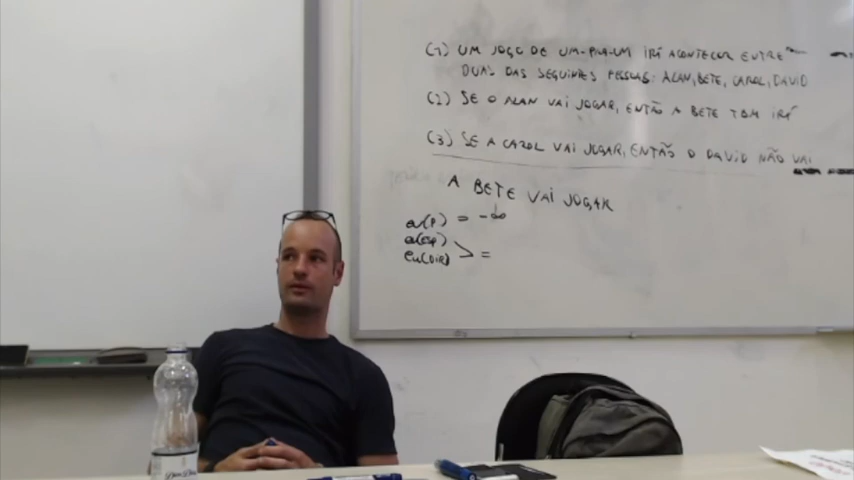 (1) UM JOGO DE UM-PRA-UM IRÁ ACONTECER ENTRE
DUAS DAS SEGUINTES PESSOAS: ALAN, BETE, CAROL, DAVID
(2) SE O ALAN VAI JOGAR, ENTÃO A BETE TBM IRÁ
(3) SE A CAROL VAI JOGAR, ENTÃO O DAVID NÃO VAI
A BETE VAI JOGAR
= -∞
> =